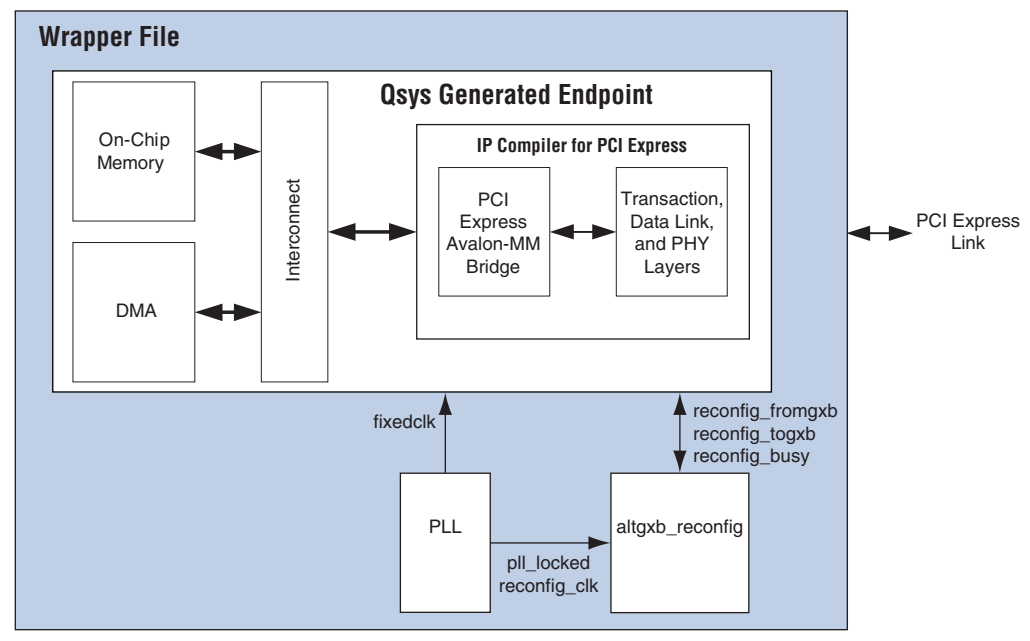 Wrapper File
Qsys Generated Endpoint
On-Chip
Memory
DMA
Interconnect
IP Compiler for PCI Express
PCI
Express
Avalon-MM
Bridge
Transaction,
Data Link,
and PHY
Layers
PCI Express
Link
fixedclk
reconfig_fromgxb
reconfig_togxb
reconfig_busy
PLL
altgxb_reconfig
pll_locked
reconfig_clk